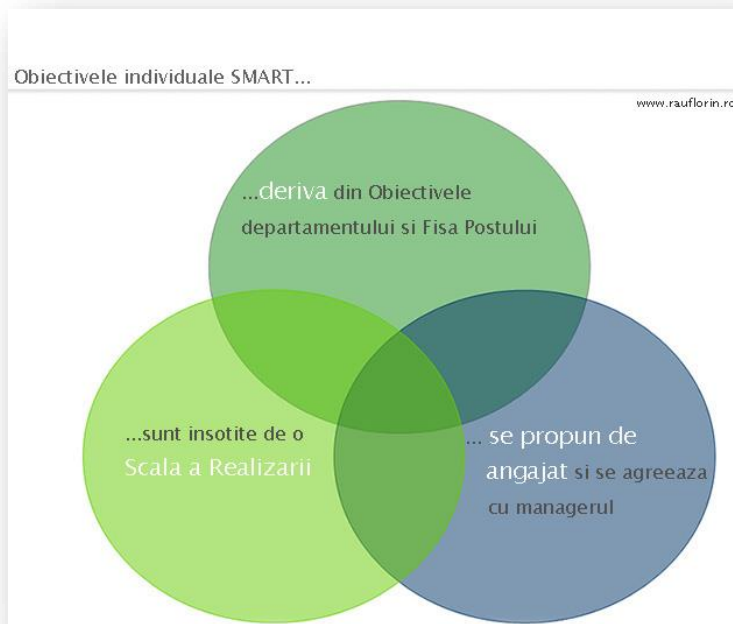 Obiectivele individuale SMART...
www.rauflorin.ro
...deriva din Obiectivele
departamentului si Fisa Postului
...sunt insotite de o
Scala a Realizarii
... se propun de
angajat si se agreeaza
cu managerul